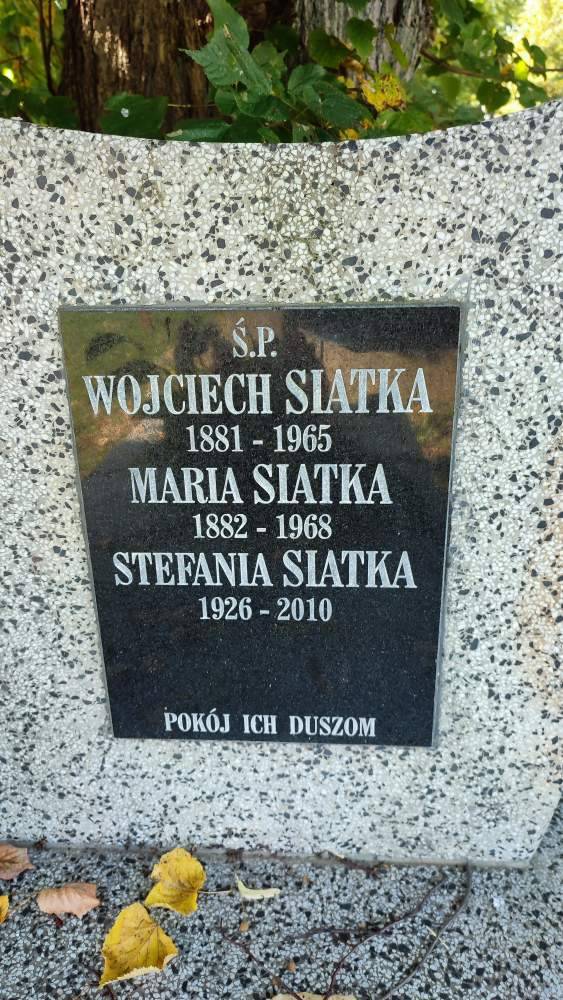 Ś.P.
WOJCIECH SIATKA
1881 - 1965
MARIA SIATKA
1882 - 1968
STEFANIA SIATKA
1926 - 2010
POKÓJ ICH DUSZOM